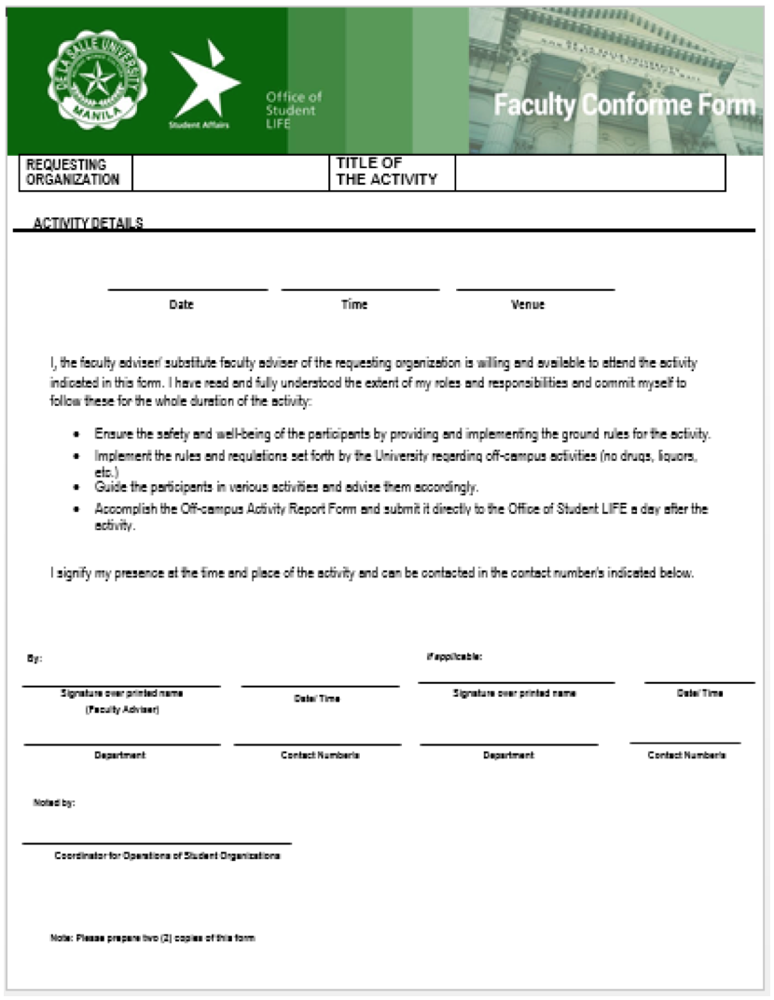 DE LA SALLE UNIVERSITY
MANILA
Student Affairs
Office of
Student
LIFE
DE LA SALLE UNIVERSITY
Faculty Conforme Form
REQUESTING ORGANIZATION
TITLE OF THE ACTIVITY
ACTIVITY DETAILS
Date Time Venue
I, the faculty adviser/ substitute faculty adviser of the requesting organization is willing and available to attend the activity
indicated in this form. I have read and fully understood the extent of my roles and responsibilities and commit myself to
follow these for the whole duration of the activity:
• Ensure the safety and well-being of the participants by providing and implementing the ground rules for the activity.
• Implement the rules and regulations set forth by the University regarding off-campus activities (no drugs, liquors,
etc.)
• Guide the participants in various activities and advise them accordingly.
• Accomplish the Off-campus Activity Report Form and submit it directly to the Office of Student LIFE a day after the
activity.
I signify my presence at the time and place of the activity and can be contacted in the contact number/s indicated below.
By: If applicable:
Signature over printed name Date/ Time Signature over printed name Date/ Time
(Faculty Adviser)
Department Contact Number/s Department Contact Number/s
Noted by:
Coordinator for Operations of Student Organizations
Note: Please prepare two (2) copies of this form